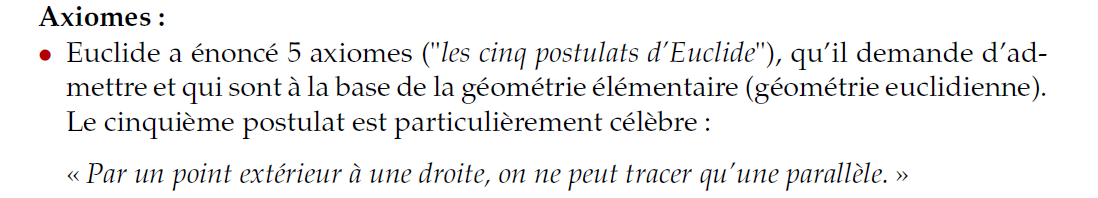 Axiomes :
• Euclide a énoncé 5 axiomes ("les cinq postulats d'Euclide"), qu'il demande d'ad-
mettre et qui sont à la base de la géométrie élémentaire (géométrie euclidienne).
Le cinquième postulat est particulièrement célèbre :
« Par un point extérieur à une droite, on ne peut tracer qu'une parallèle. »